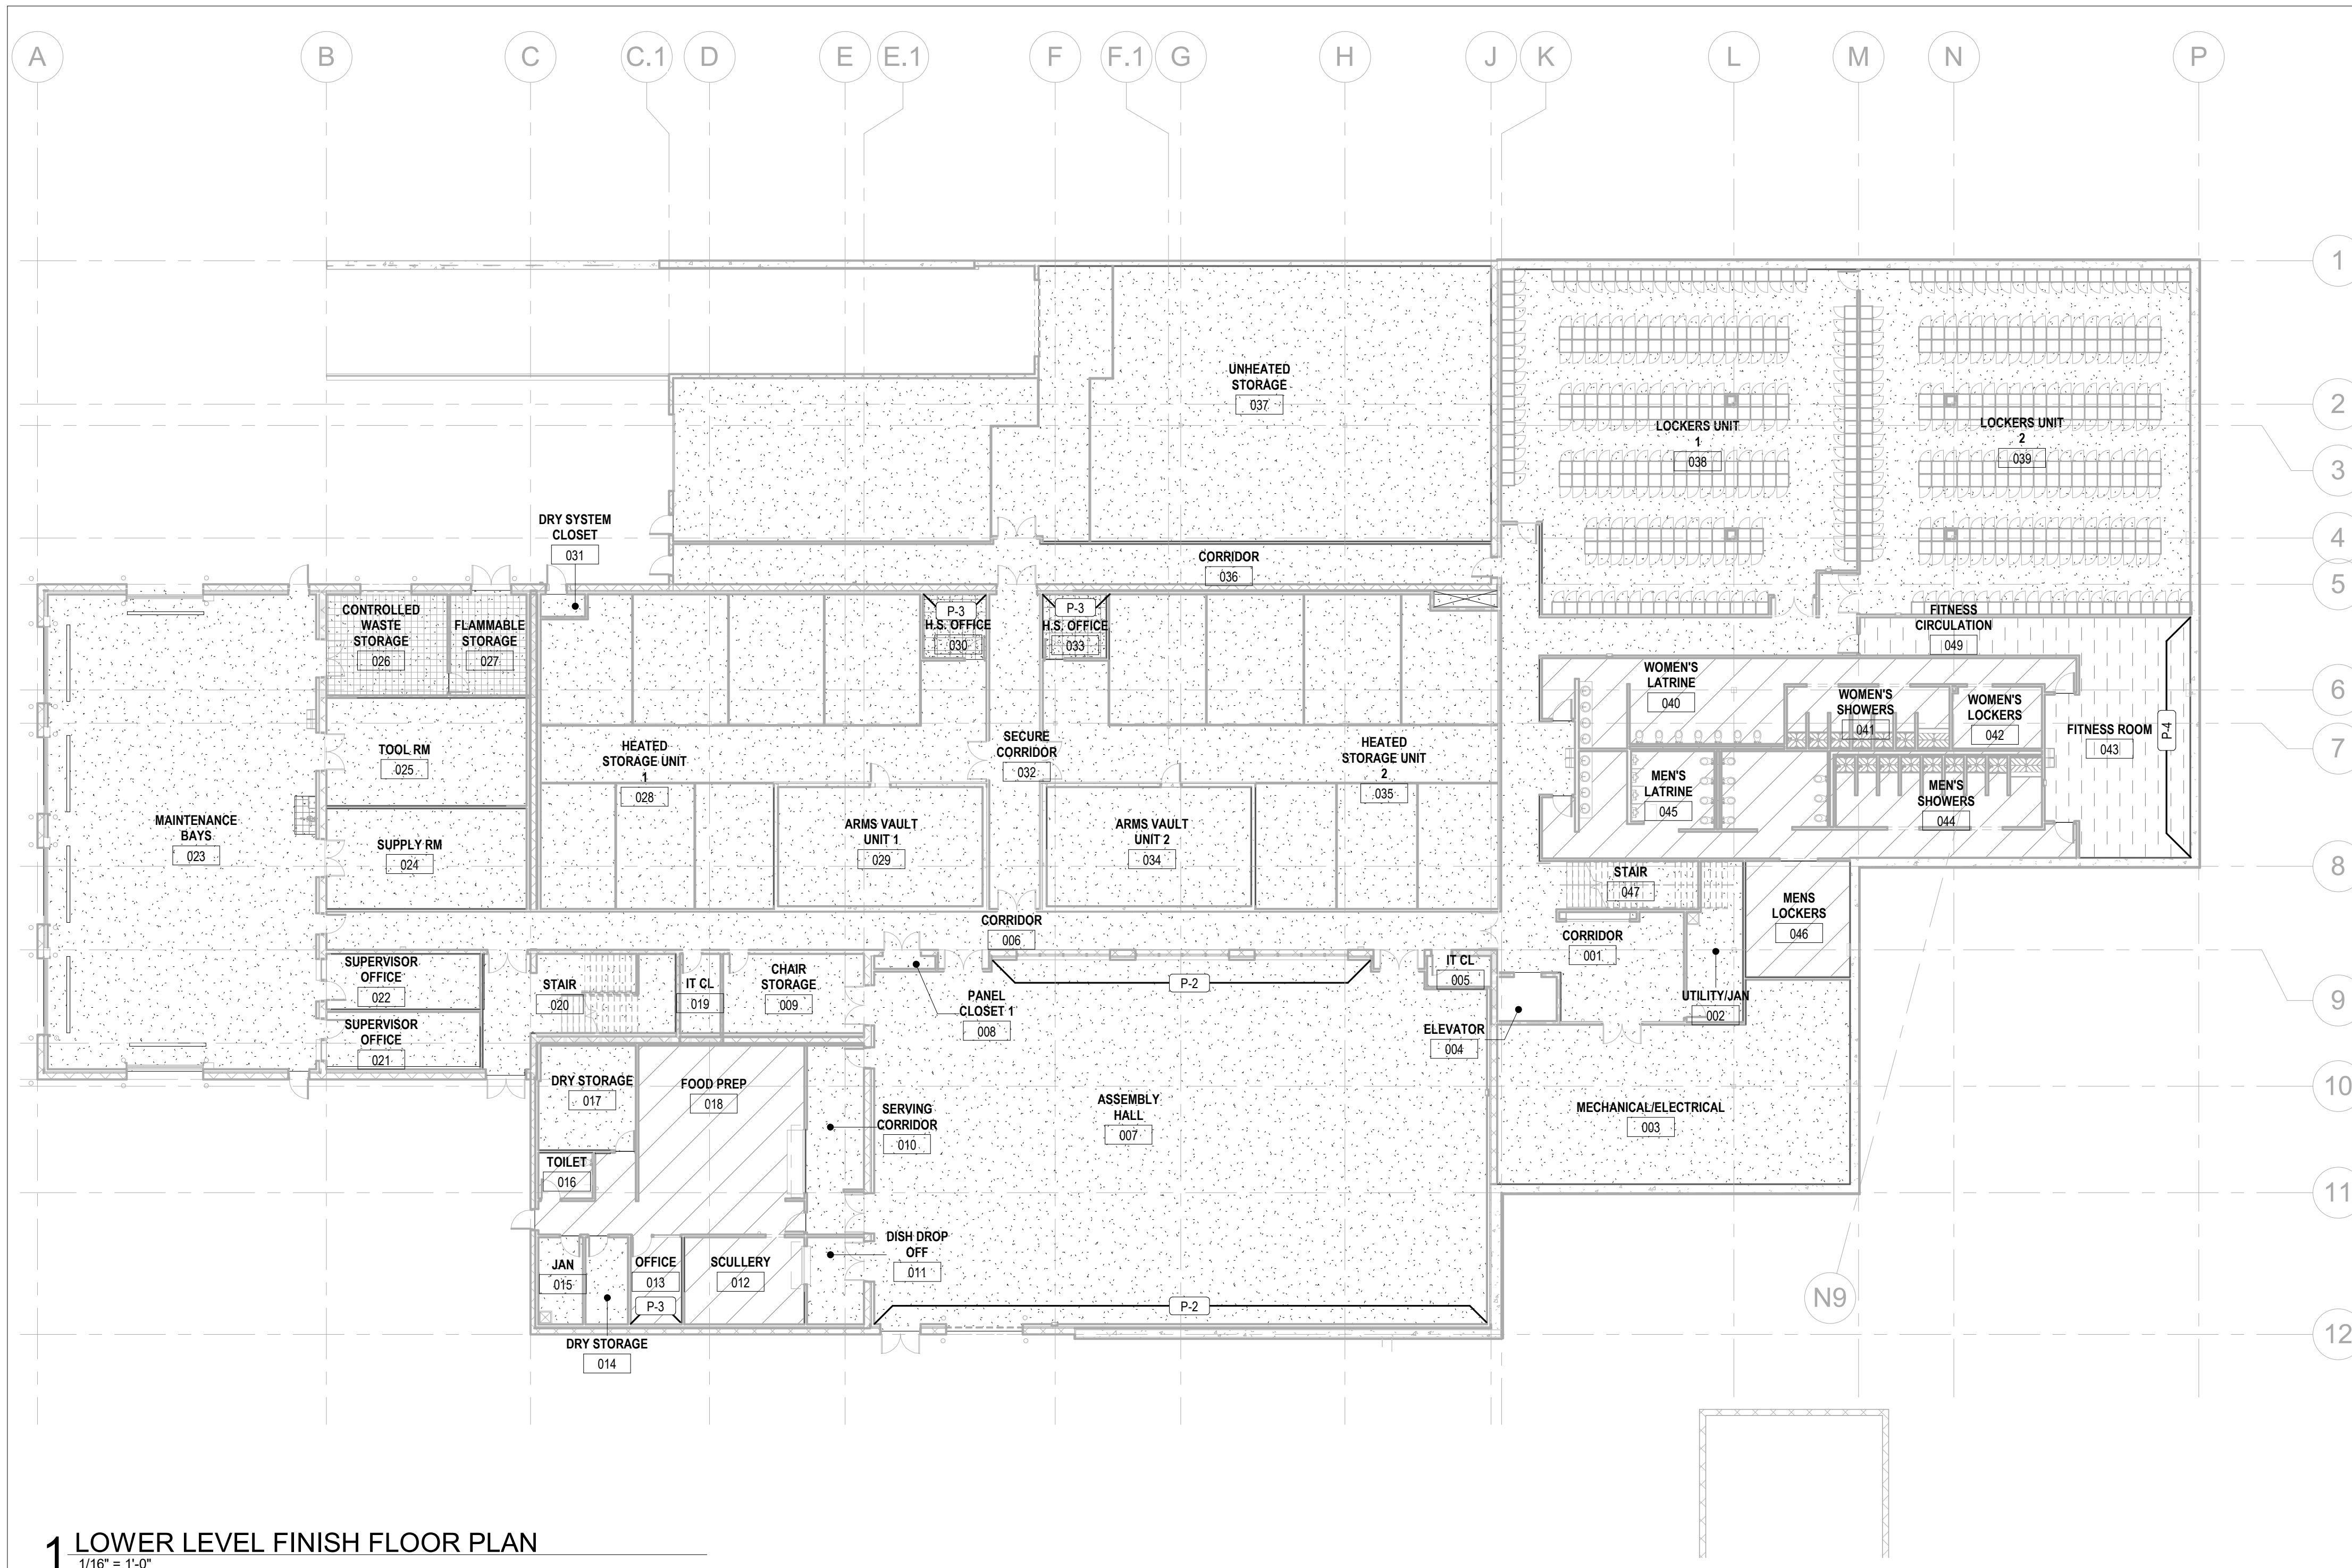 A
B
C
C.1
D
E
E.1
F
F.1
G
H
J
K
L
M
N
P
1
2
3
4
5
6
7
8
9
10
11
12
N9
UNHEATED
STORAGE
037
LOCKERS UNIT
1
038
LOCKERS UNIT
2
039
DRY SYSTEM
CLOSET
031
CORRIDOR
036
CONTROLLED
WASTE
STORAGE
026
FLAMMABLE
STORAGE
027
P-3
H.S. OFFICE
030
P-3
H.S. OFFICE
033
FITNESS
CIRCULATION
049
WOMEN'S
LATRINE
040
WOMEN'S
SHOWERS
041
WOMEN'S
LOCKERS
042
FITNESS ROOM
043
P-4
TOOL RM
025
HEATED
STORAGE UNIT
1
028
SECURE
CORRIDOR
032
HEATED
STORAGE UNIT
2
035
MEN'S
LATRINE
045
MEN'S
SHOWERS
044
MAINTENANCE
BAYS
023
SUPPLY RM
024
ARMS VAULT
UNIT 1
029
ARMS VAULT
UNIT 2
034
STAIR
047
MENS
LOCKERS
046
CORRIDOR
006
CORRIDOR
001
SUPERVISOR
OFFICE
022
SUPERVISOR
OFFICE
021
STAIR
020
IT CL
019
CHAIR
STORAGE
009
PANEL
CLOSET 1
008
P-2
IT CL
005
UTILITY/JAN
002
ELEVATOR
004
DRY STORAGE
017
FOOD PREP
018
SERVING
CORRIDOR
010
ASSEMBLY
HALL
007
MECHANICAL/ELECTRICAL
003
TOILET
016
JAN
015
OFFICE
013
P-3
SCULLERY
012
DISH DROP
OFF
011
P-2
DRY STORAGE
014
1 LOWER LEVEL FINISH FLOOR PLAN
1/16" = 1'-0"